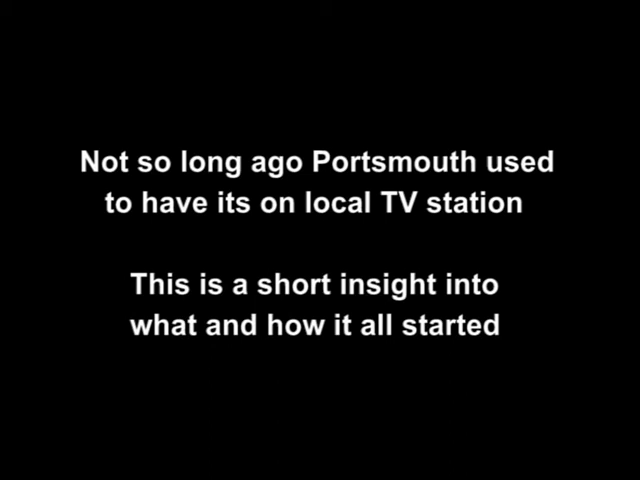 Not so long ago Portsmouth used
to have its on local TV station
This is a short insight into
what and how it all started